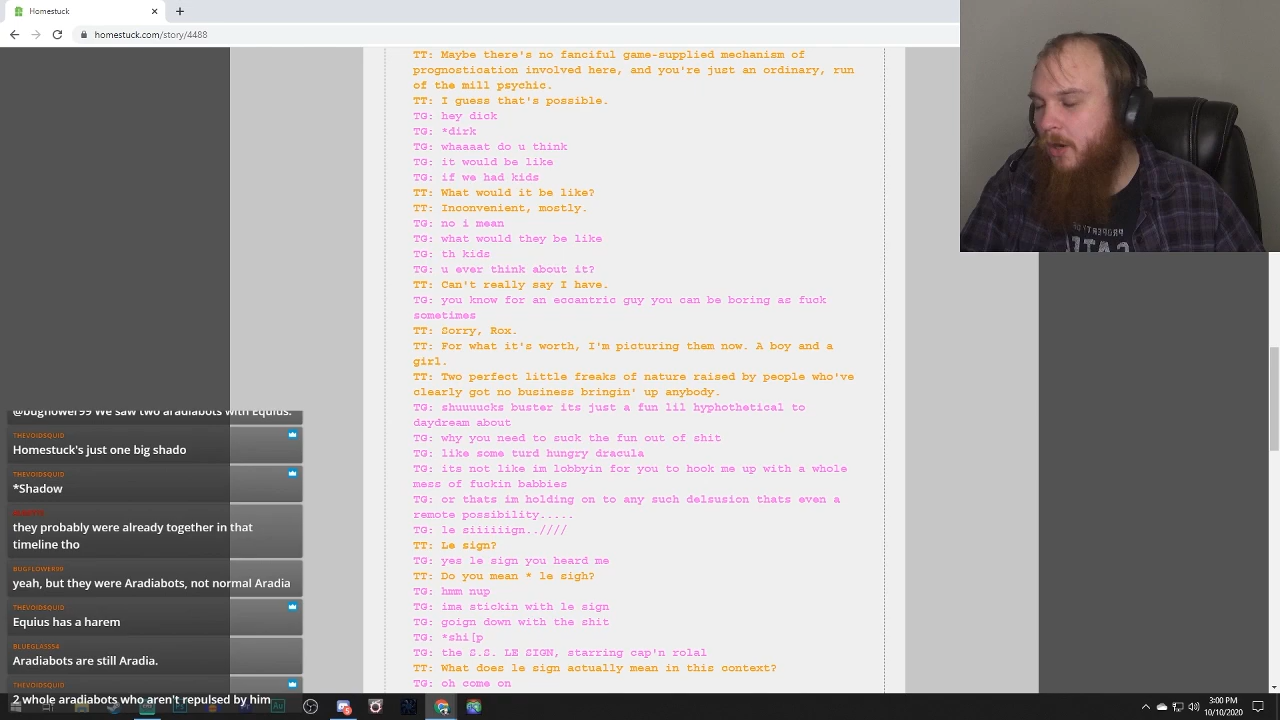 Homestuck
homestuck.com/story/4488
TT: Maybe there's no fanciful game-supplied mechanism of
prognostication involved here, and you're just an ordinary, run
of the mill psychic.
TT: I guess that's possible.
TG: hey dick
TG: *dirk
TG: whaaaat do u think
TG: it would be like
TG: if we had kids
TT: What would it be like?
TT: Inconvenient, mostly.
TG: no i mean
TG: what would they be like
TG: th kids
TG: u ever think about it?
TT: Can't really say I have.
TG: you know for an eccantric guy you can be boring as fuck
sometimes
TT: Sorry, Rox.
TT: For what it's worth, I'm picturing them now. A boy and a
girl.
TT: Two perfect little freaks of nature raised by people who've
clearly got no business bringin' up anybody.
TG: shuuuucks buster its just a fun lil hyphothetical to
daydream about
TG: why you need to suck the fun out of shit
TG: like some turd hungry dracula
TG: its not like im lobbyin for you to hook me up with a whole
mess of fuckin babbies
TG: or thats im holding on to any such delsusion thats even a
remote possibility.....
TG: le siiiiiign..////
TT: Le sign?
TG: yes le sign you heard me
TT: Do you mean * le sigh?
TG: hmm nup
TG: ima stickin with le sign
TG: goign down with the shit
TG: *shi[p
TG: the S.S. LE SIGN, starring cap'n rolal
TT: What does le sign actually mean in this context?
TG: oh come on
@bugflower99 We saw two aradiabots with Equius.
THEVOIDSQUID
Homestuck's just one big shado
THEVOIDSQUID
*Shadow
they probably were already together in that
timeline tho
BUGFLOWER99
yeah, but they were Aradiabots, not normal Aradia
THEVOIDSQUID
Equius has a harem
BLUEGLASS54
Aradiabots are still Aradia.
THEVOIDSQUID
2 whole aradiabots who aren't repulsed by him
PROPERTY OF
3:00 PM
10/10/2020